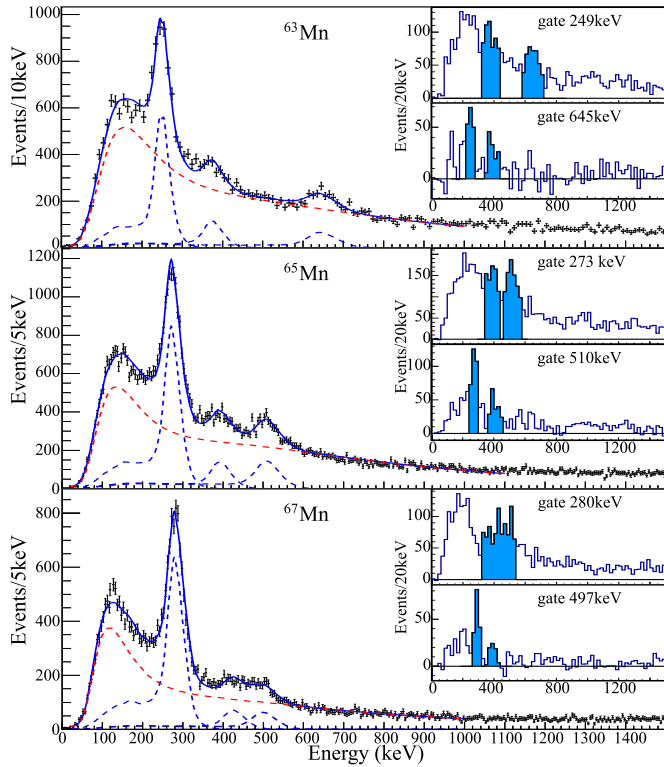 1000
800
600
400
200
0
Events/10keV
⁶³Mn
100
50
0
gate 249keV
50
0
gate 645keV
Events/20keV
0 400 800 1200
1200
1000
800
600
400
200
0
Events/5keV
⁶⁵Mn
150
100
50
0
gate 273 keV
100
50
0
gate 510keV
Events/20keV
0 400 800 1200
800
600
400
200
0
Events/5keV
⁶⁷Mn
100
50
0
gate 280keV
50
0
gate 497keV
Events/20keV
0 400 800 1200
0 100 200 300 400 500 600 700 800 900 1000 1100 1200 1300 1400
Energy (keV)